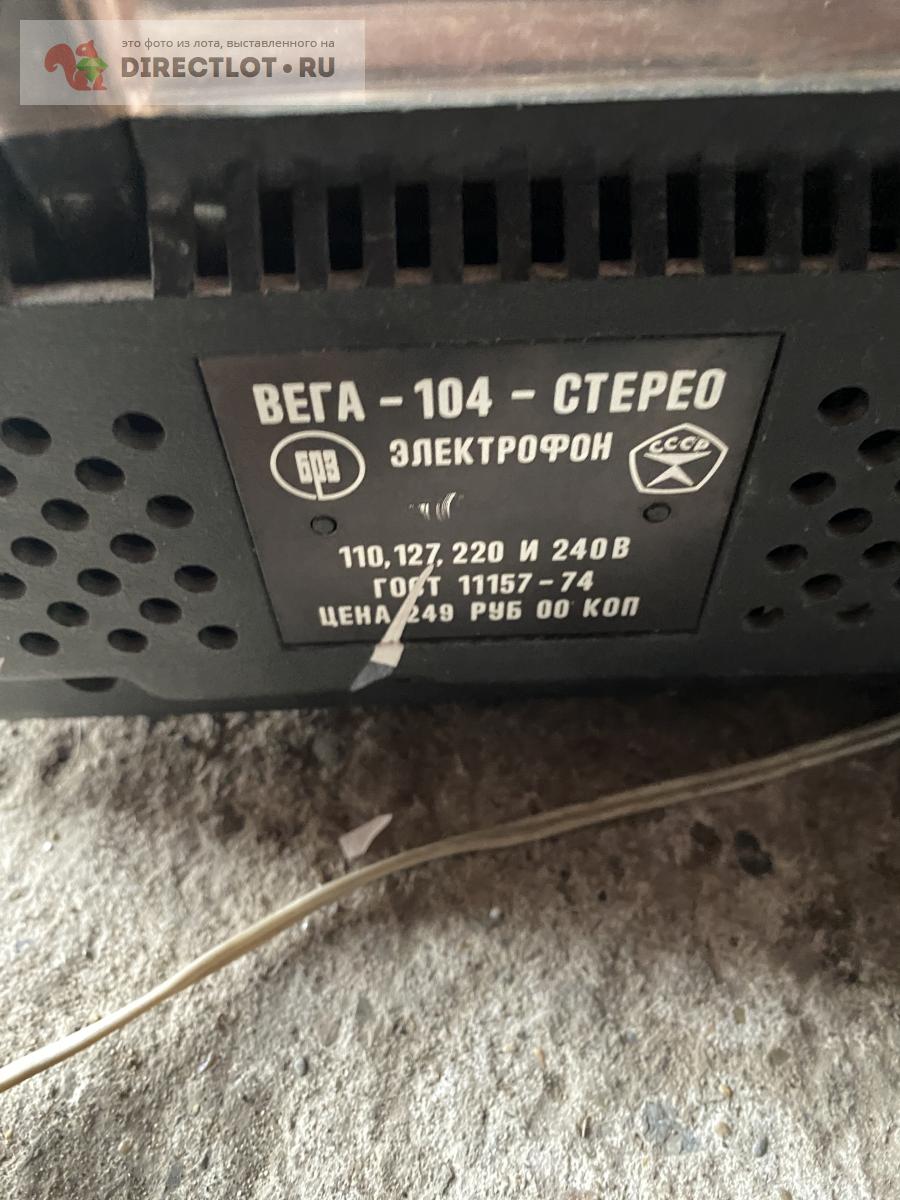 это фото из лота, выставленного на
DIRECTLOT•RU
ВЕГА - 104 - СТЕРЕО
БРЗ
ЭЛЕКТРОФОН
СССР
110, 127, 220 И 240 В
ГОСТ 11157-74
ЦЕНА 249 РУБ 00 КОП